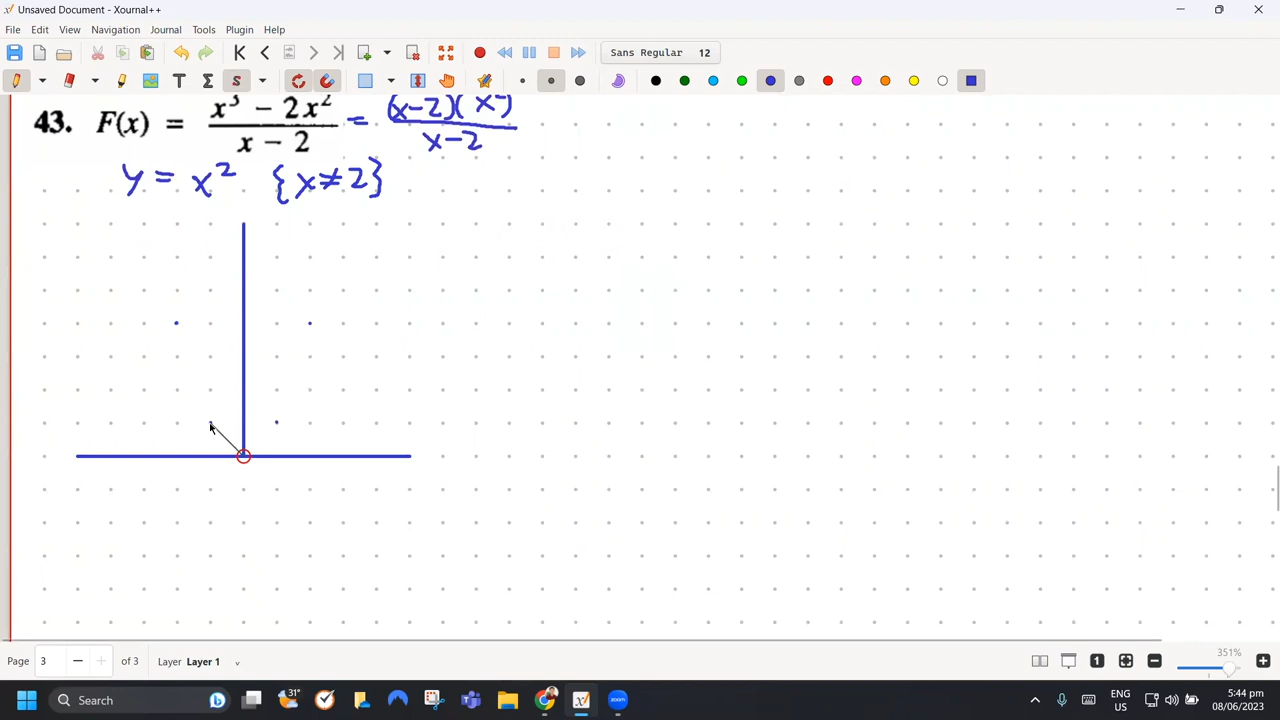 Unsaved Document - Xournal++
File Edit View Navigation Journal Tools Plugin Help
Sans Regular 12
43. F(x) = x³ − 2x² / x − 2 = (x−2)(x²) / x−2
y = x² {x≠2}
Page 3 of 3 Layer Layer 1
351%
Search
31°
zoom
ENG
US
5:44 pm
08/06/2023